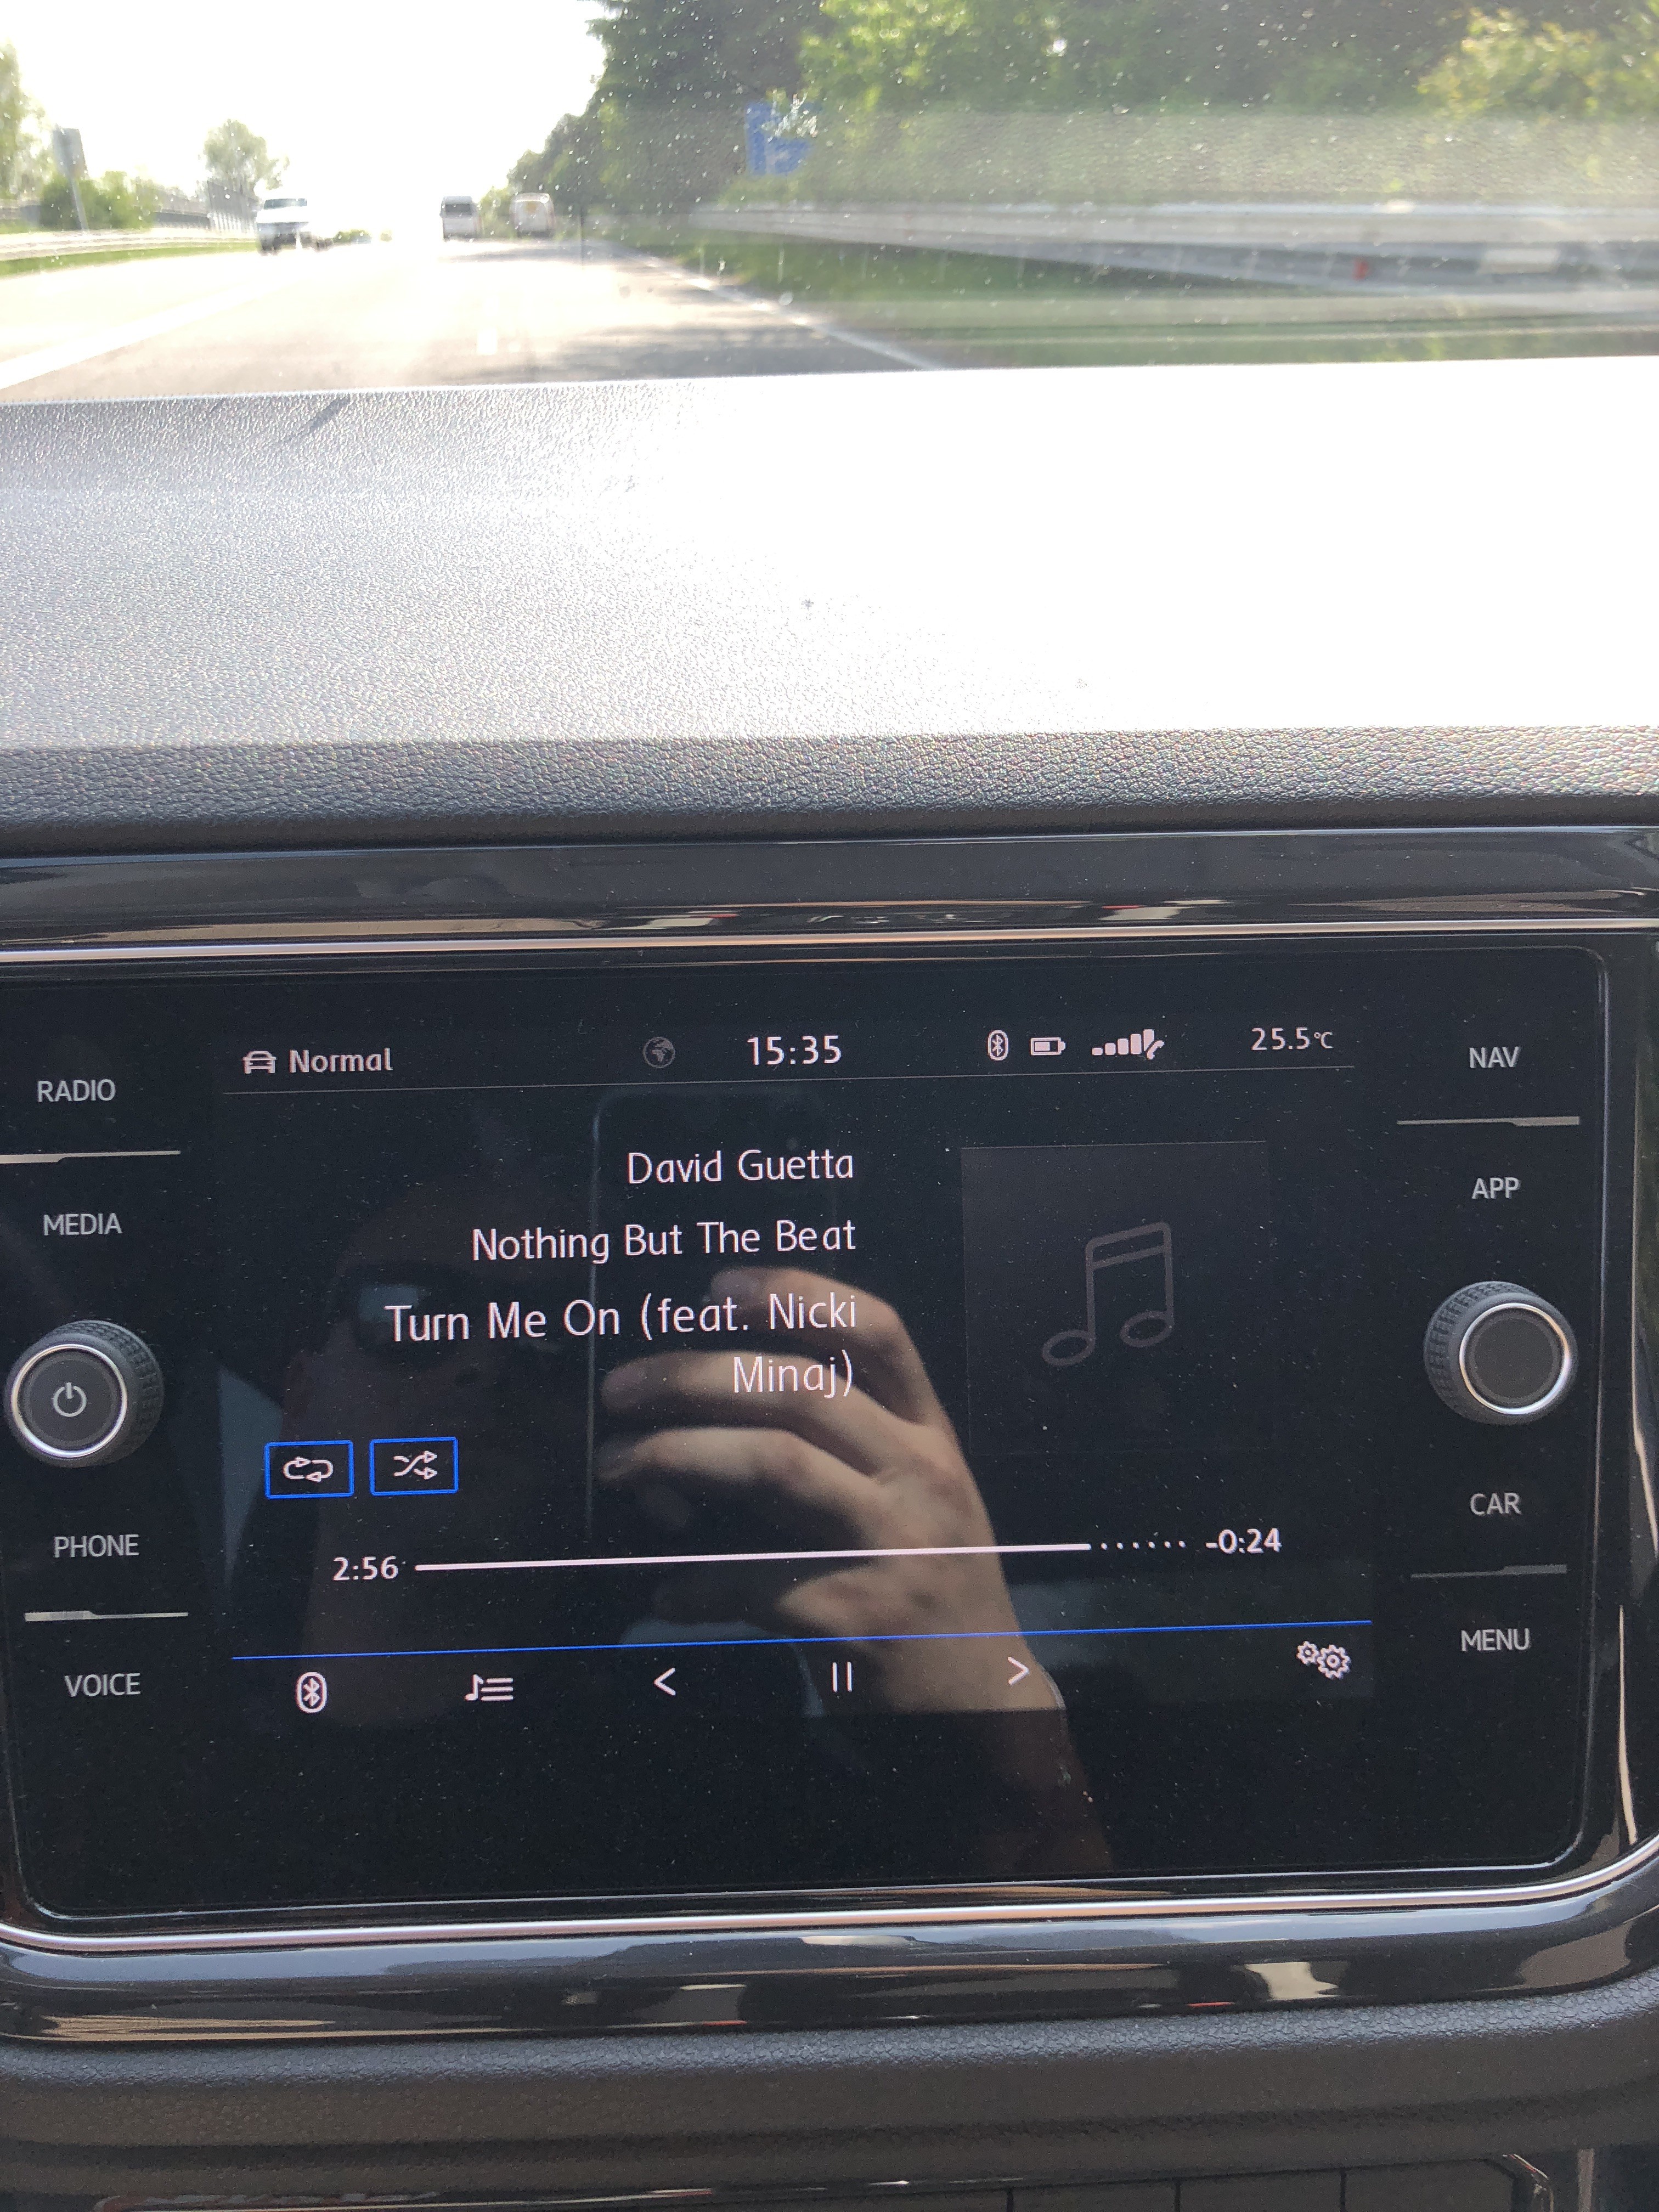 Normal 15:35 25.5°C
RADIO
MEDIA
PHONE
VOICE
David Guetta
Nothing But The Beat
Turn Me On (feat. Nicki
Minaj)
2:56 -0:24
NAV
APP
CAR
MENU